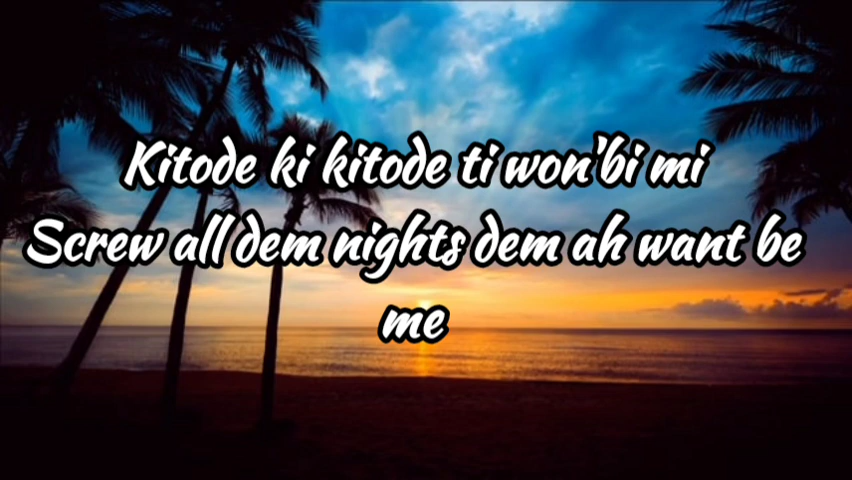 Kitode ki kitode ti won'bi mi
Screw all dem nights dem ah want be
me